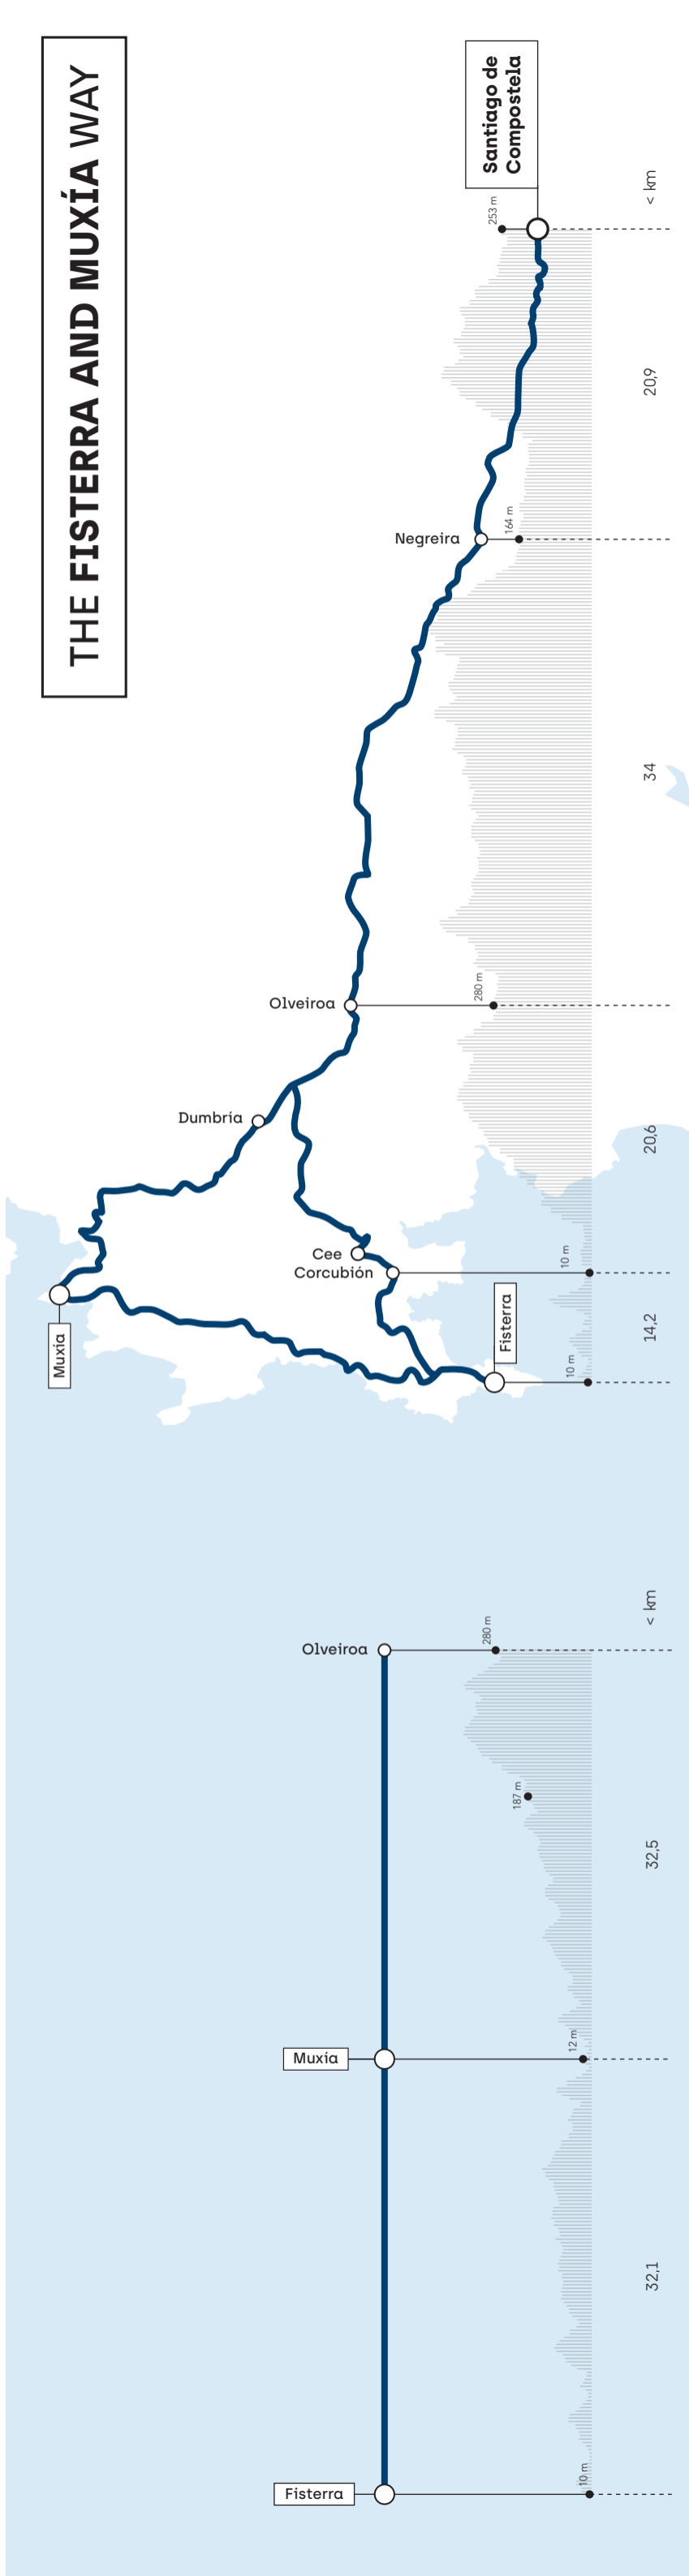 THE FISTERRA AND MUXÍA WAY
Santiago de
Compostela
253 m
< km
20,9
Negreira
164 m
34
Olveiroa
280 m
Dumbría
20,6
Cee
Corcubión
10 m
Muxía
Fisterra
14,2
10 m
< km
Olveiroa
280 m
187 m
32,5
Muxía
12 m
32,1
Fisterra
10 m